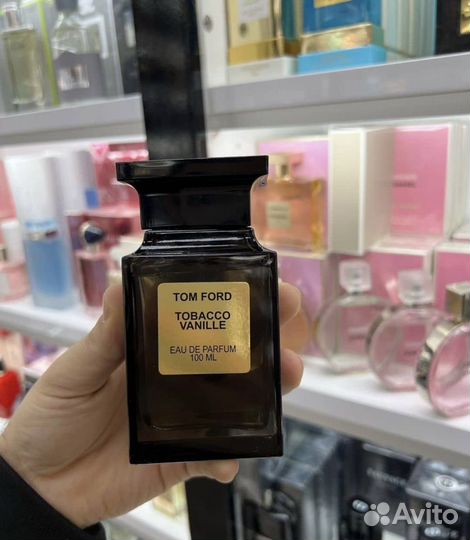 TOM FORD
TOBACCO
VANILLE
EAU DE PARFUM
100 ML
Avito